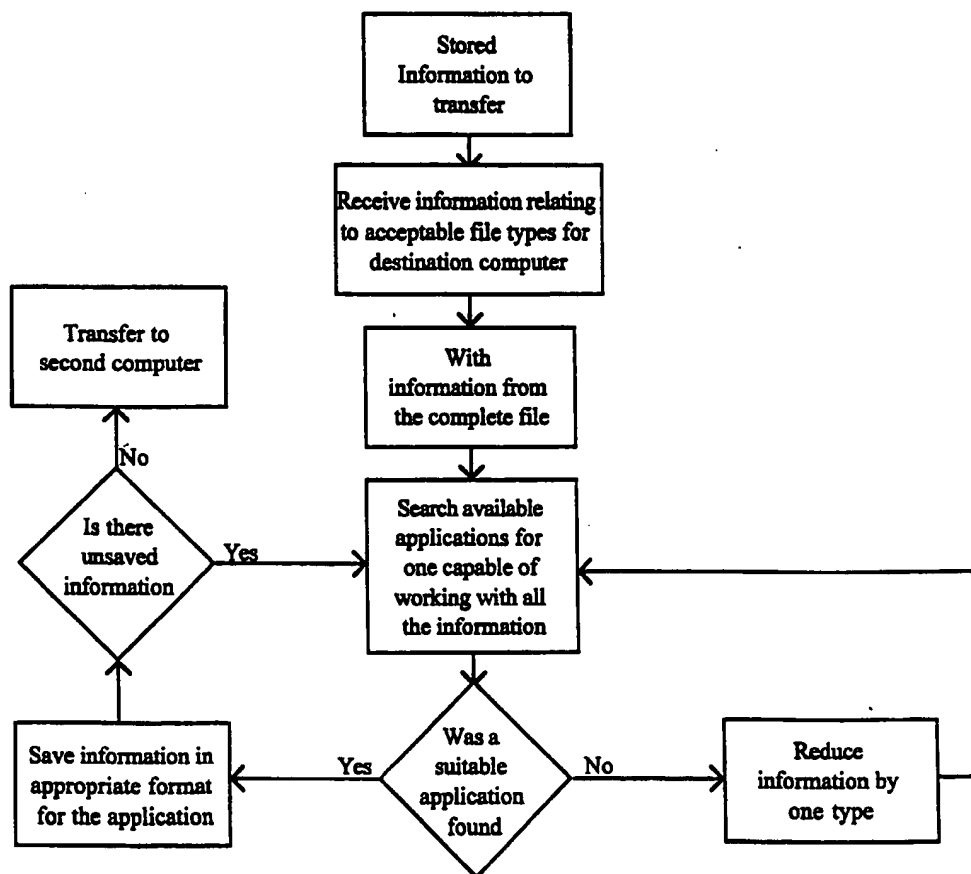 Stored
Information to
transfer
Receive information relating
to acceptable file types for
destination computer
With
information from
the complete file
Search available
applications for
one capable of
working with all
the information
Was a
suitable
application
found
No
Reduce
information by
one type
Yes
Save information in
appropriate format
for the application
Is there
unsaved
information
Yes
No
Transfer to
second computer